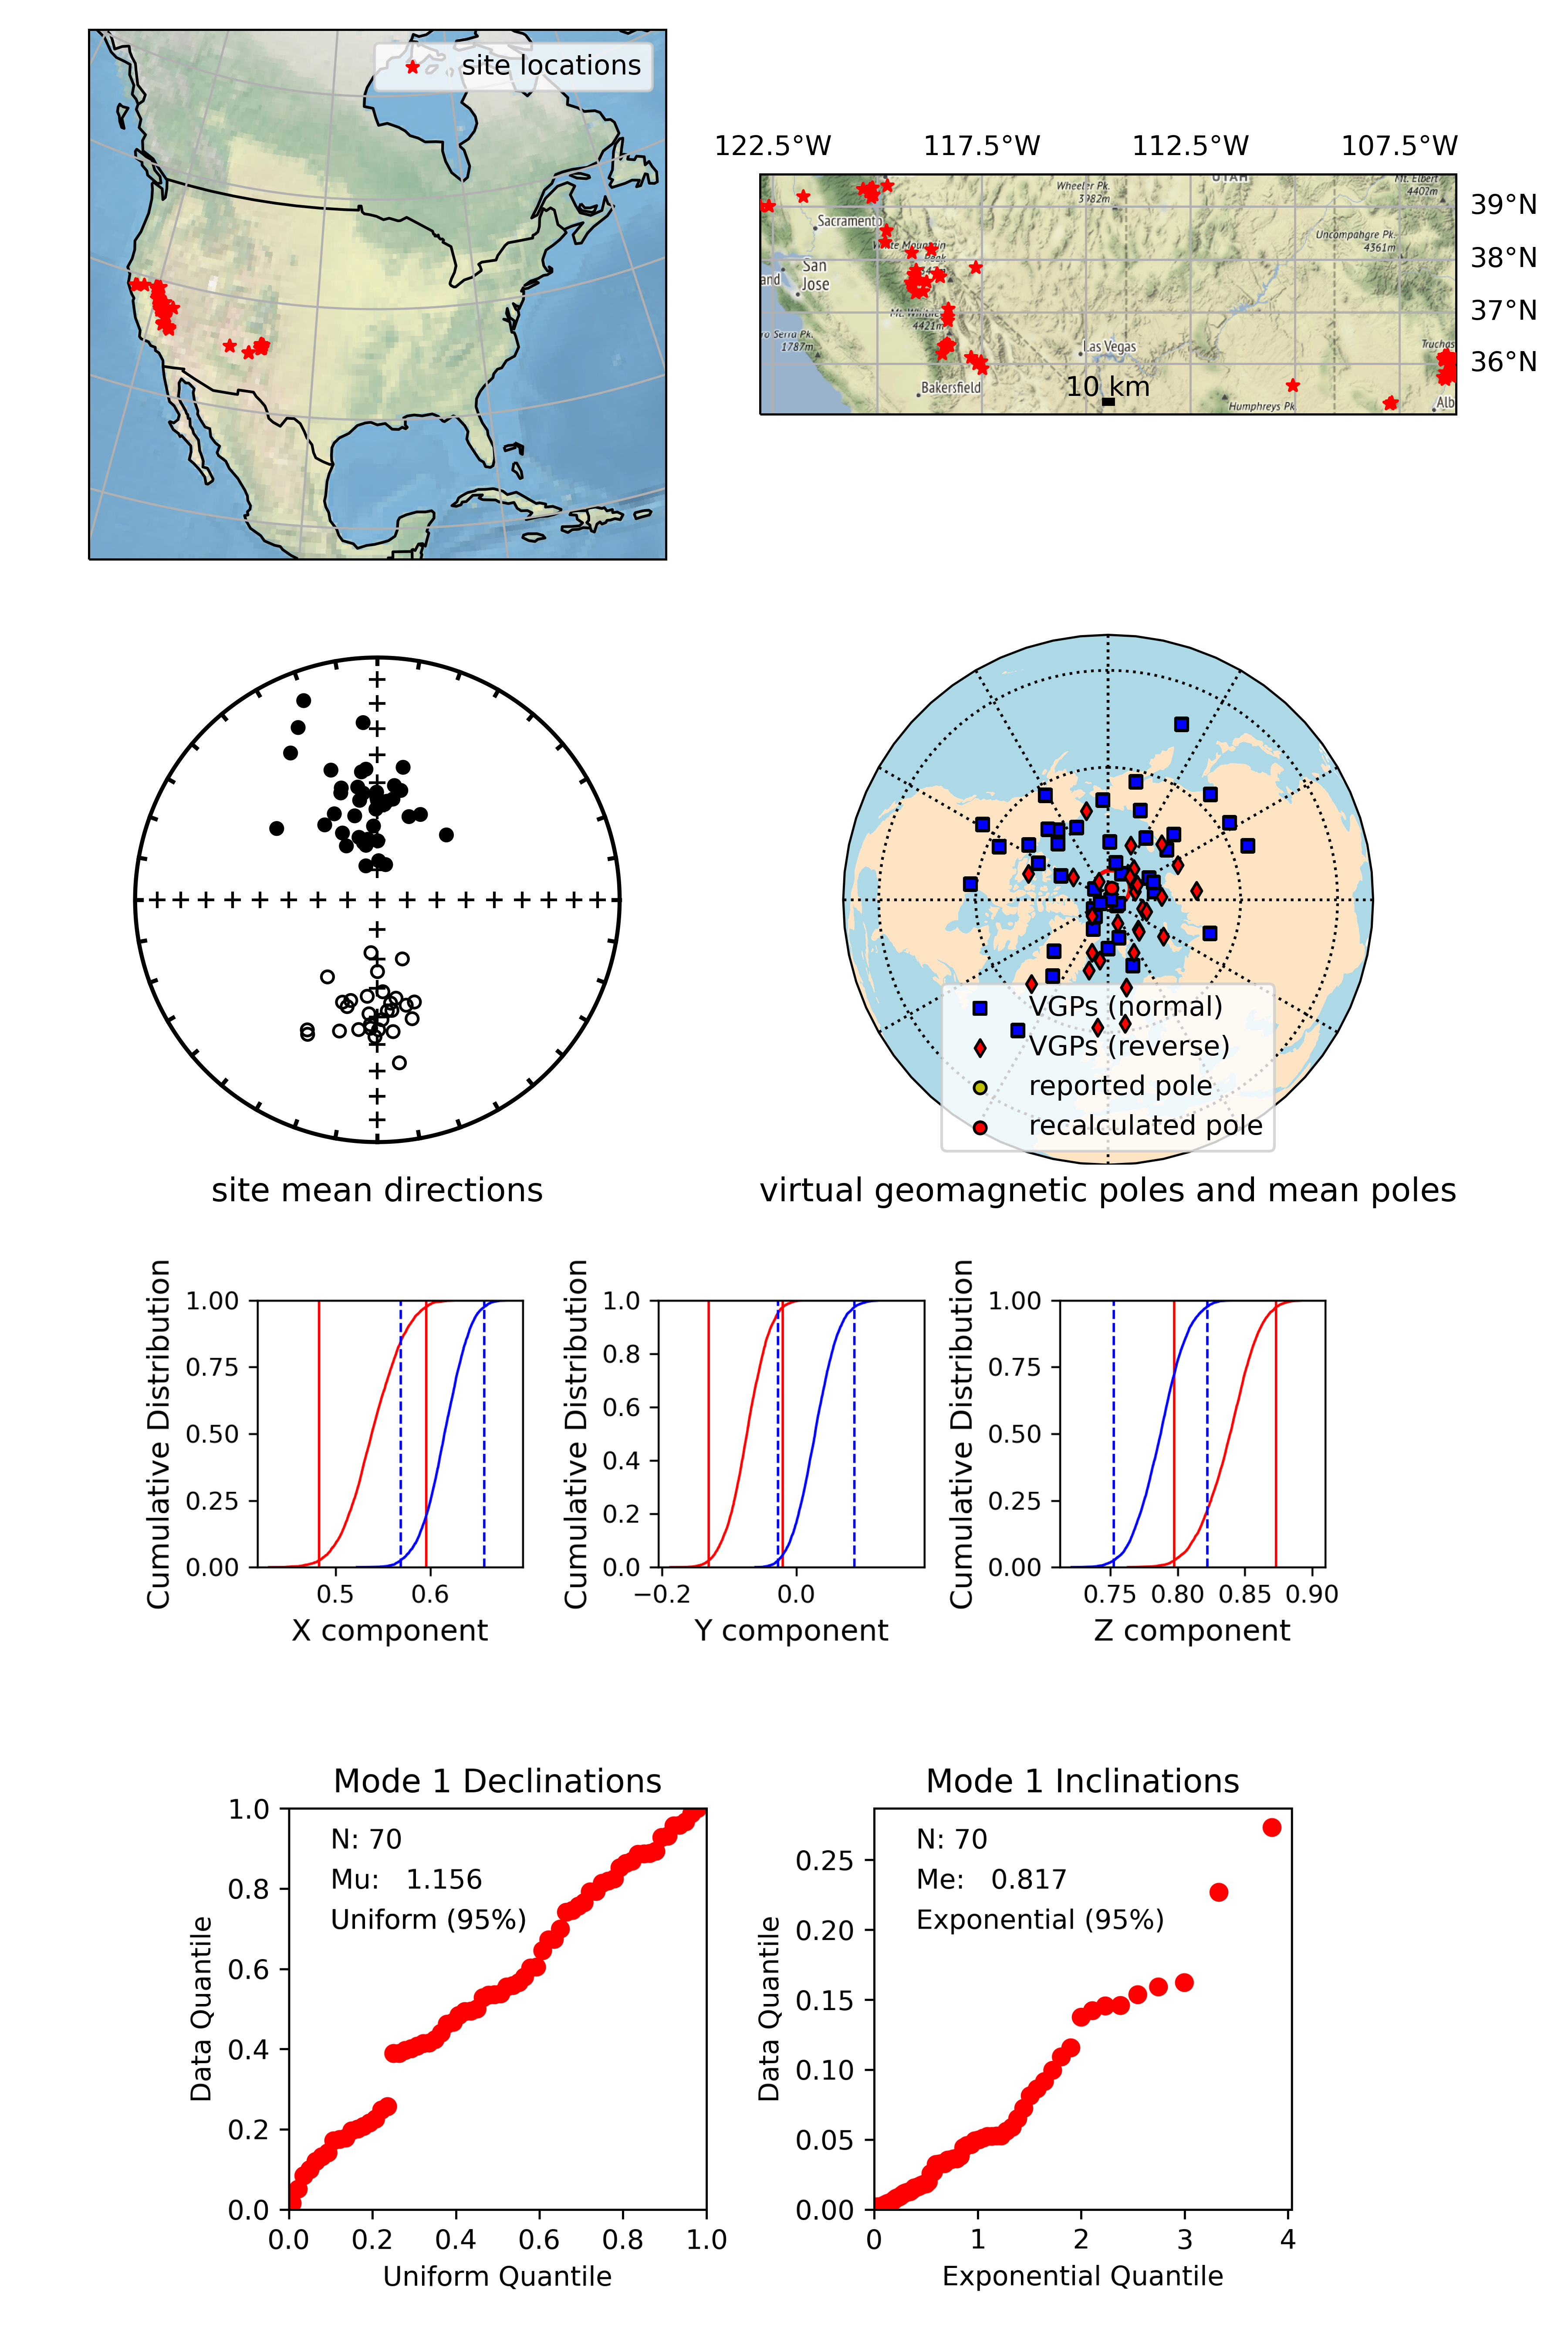 site locations
122.5°W 117.5°W 112.5°W 107.5°W
39°N
38°N
37°N
36°N
UTAH
Mt. Elbert
4402m
Wheeler Pk.
3982m
Sacramento
Uncompahgre Pk.
4361m
White Mountain
Peak
San
Jose
and
4421m
ro Serra Pk.
1787m
Las Vegas
Truchas
10 km
Bakersfield
Humphreys Pk
Alb
VGPs (normal)
VGPs (reverse)
reported pole
recalculated pole
site mean directions
virtual geomagnetic poles and mean poles
Cumulative Distribution
1.00
0.75
0.50
0.25
0.00
0.5 0.6
X component
Cumulative Distribution
1.0
0.8
0.6
0.4
0.2
0.0
−0.2 0.0
Y component
Cumulative Distribution
1.00
0.75
0.50
0.25
0.00
0.75 0.80 0.85 0.90
Z component
Mode 1 Declinations
N: 70
Mu: 1.156
Uniform (95%)
Data Quantile
1.0
0.8
0.6
0.4
0.2
0.0
0.0 0.2 0.4 0.6 0.8 1.0
Uniform Quantile
Mode 1 Inclinations
N: 70
Me: 0.817
Exponential (95%)
Data Quantile
0.25
0.20
0.15
0.10
0.05
0.00
0 1 2 3 4
Exponential Quantile